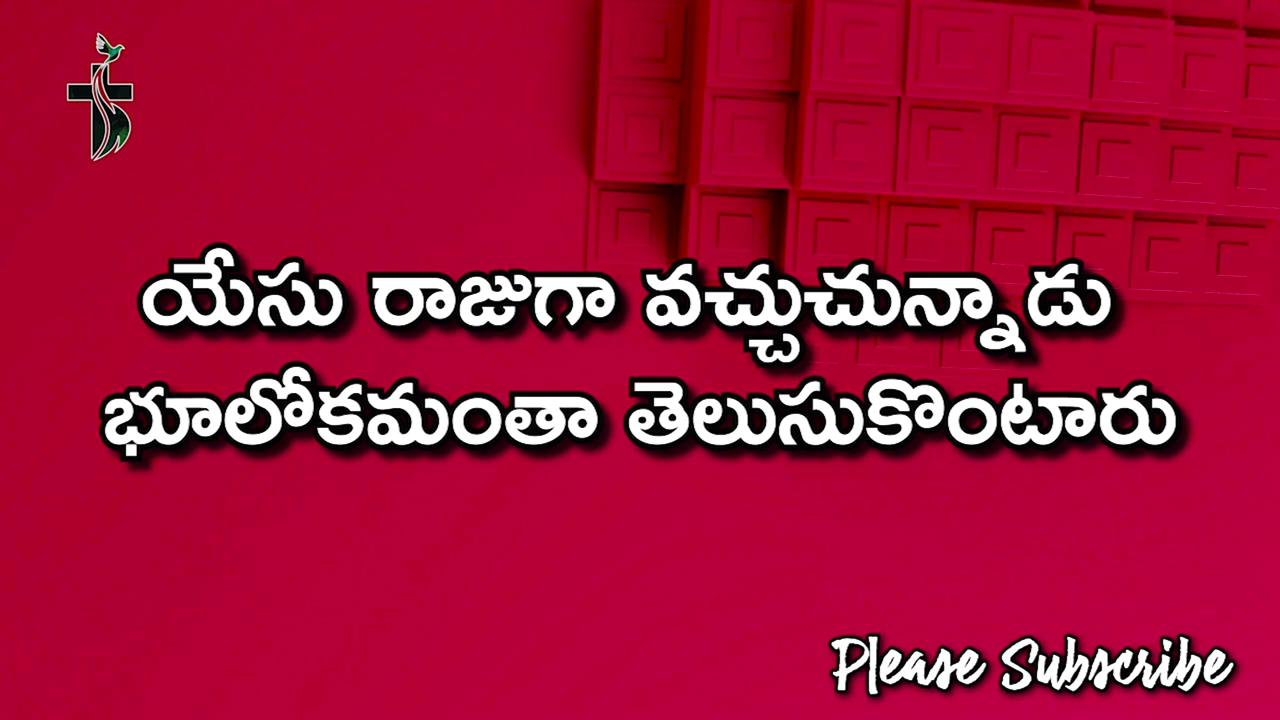 యేసు రాజుగా వచ్చుచున్నాడు
భూలోకమంతా తెలుసుకొంటారు
Please Subscribe